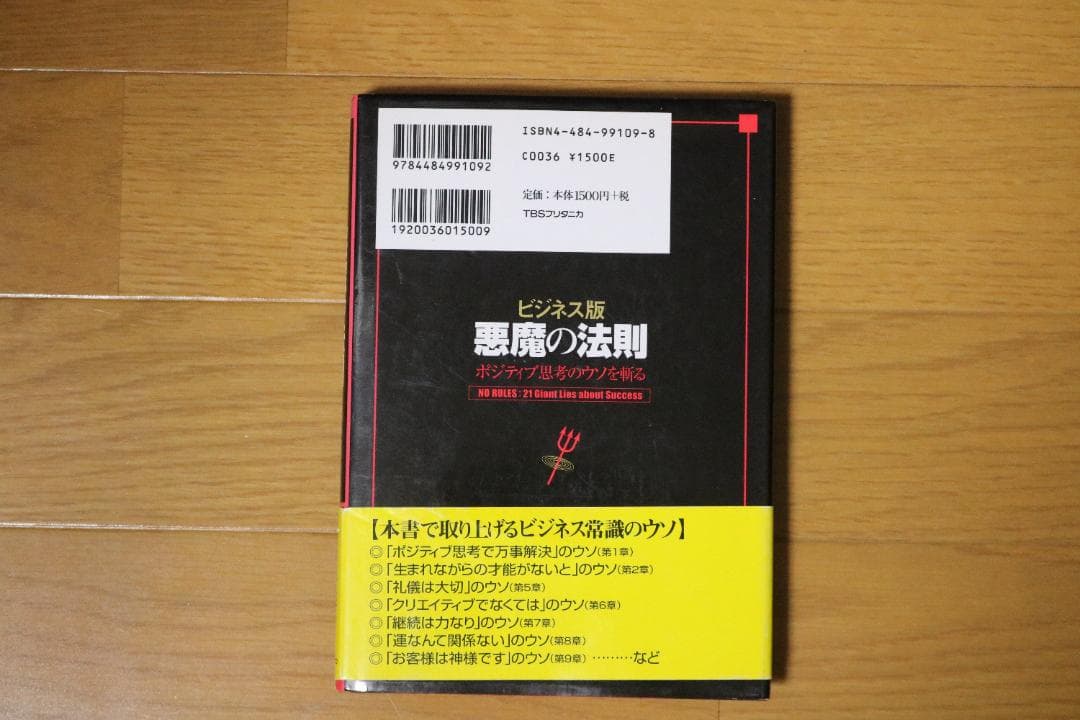 ISBN4-484-99109-8
C0036 ¥1500E
9784484991092
定価：本体1500円＋税
TBSブリタニカ
1920036015009
ビジネス版
悪魔の法則
ポジティブ思考のウソを斬る
NO RULES : 21 Giant Lies about Success
【本書で取り上げるビジネス常識のウソ】
◎「ポジティブ思考で万事解決」のウソ（第1章）
◎「生まれながらの才能がないと」のウソ（第2章）
◎「礼儀は大切」のウソ（第5章）
◎「クリエイティブでなくては」のウソ（第6章）
◎「継続は力なり」のウソ（第7章）
◎「運なんて関係ない」のウソ（第8章）
◎「お客様は神様です」のウソ（第9章） ………など